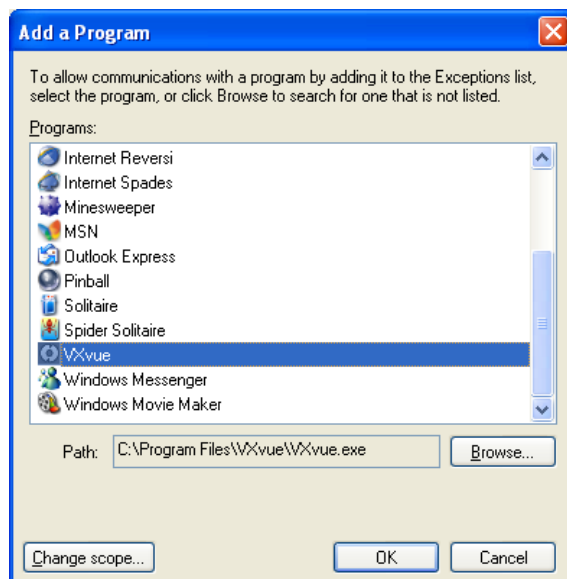 Add a Program
To allow communications with a program by adding it to the Exceptions list,
select the program, or click Browse to search for one that is not listed.
Programs:
Internet Reversi
Internet Spades
Minesweeper
MSN
Outlook Express
Pinball
Solitaire
Spider Solitaire
VXvue
Windows Messenger
Windows Movie Maker
Path: C:\Program Files\VXvue\VXvue.exe Browse...
Change scope... OK Cancel